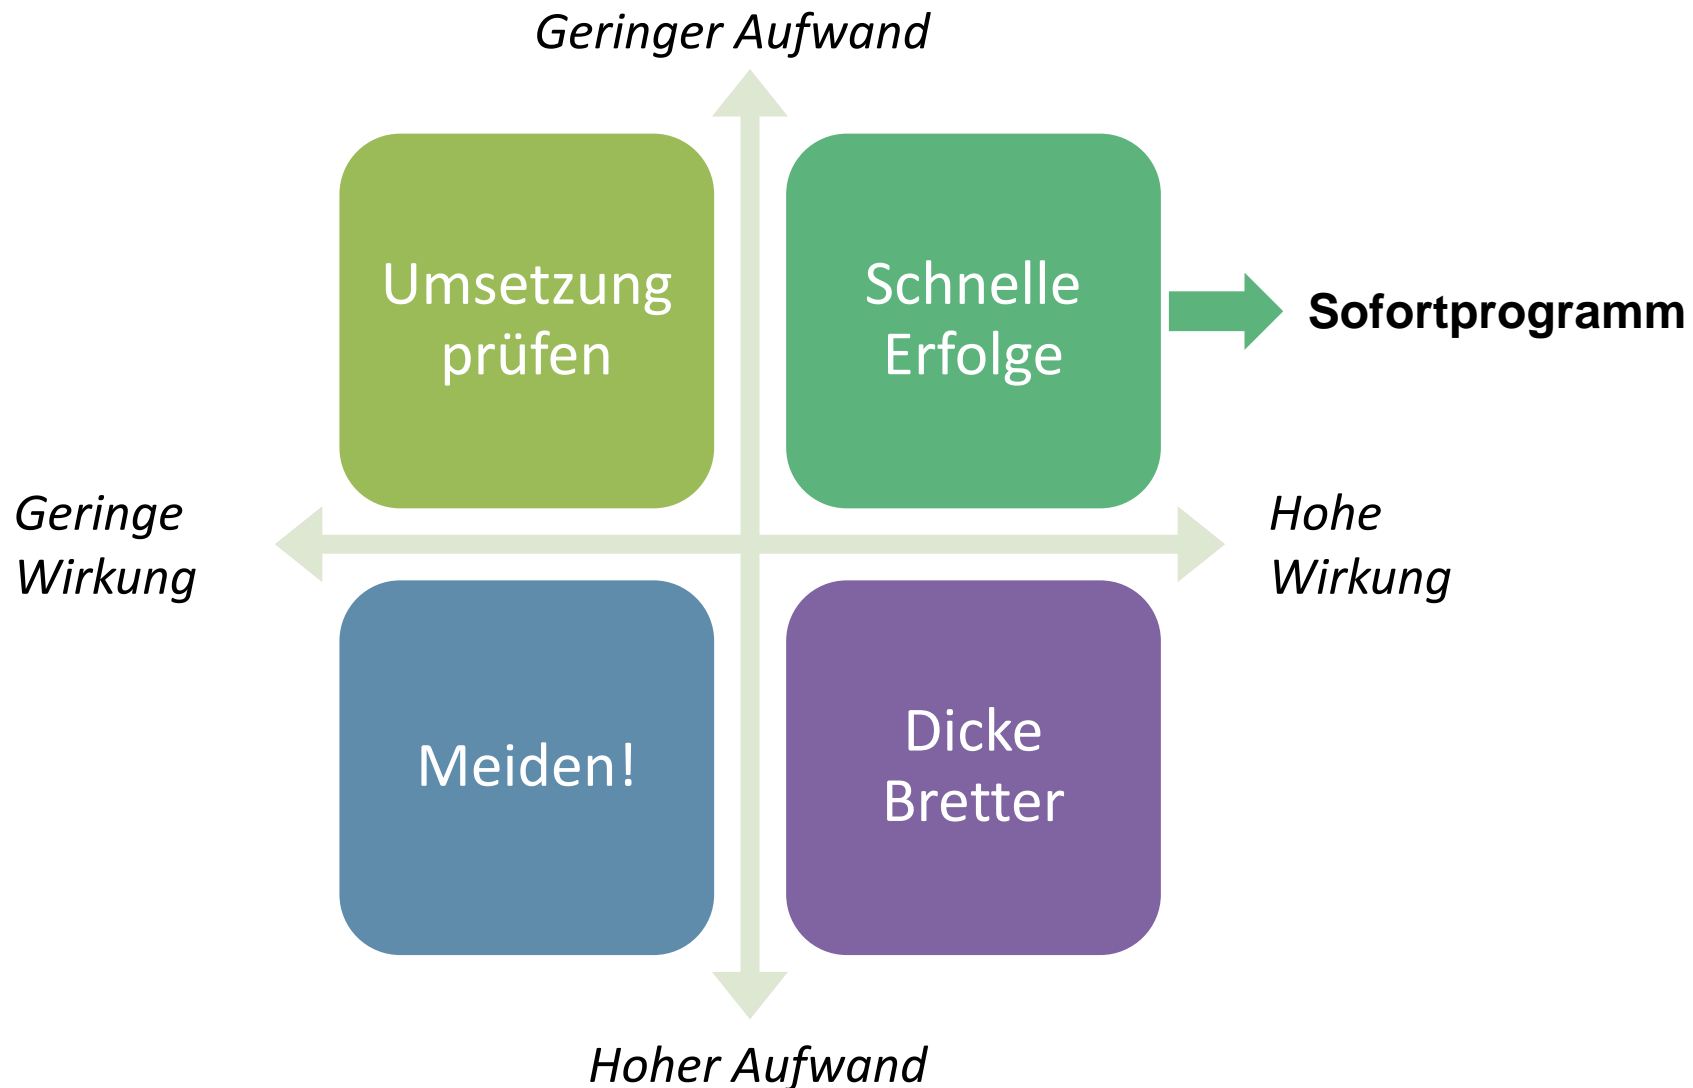 Geringer Aufwand
Umsetzung
prüfen
Schnelle
Erfolge
Sofortprogramm
Geringe
Wirkung
Hohe
Wirkung
Meiden!
Dicke
Bretter
Hoher Aufwand